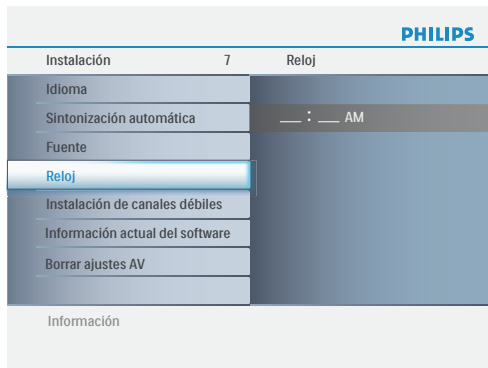 PHILIPS
Instalación 7 Reloj
Idioma
Sintonización automática
__ : __ AM
Fuente
Reloj
Instalación de canales débiles
Información actual del software
Borrar ajustes AV
Información